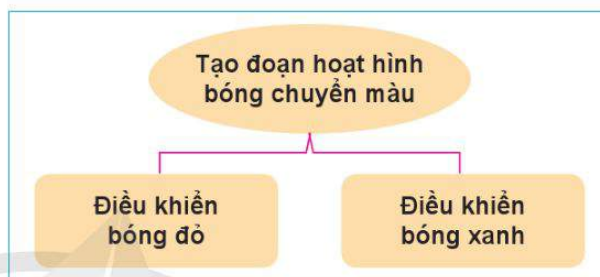 Tạo đoạn hoạt hình
bóng chuyển màu
Điều khiển
bóng đỏ
Điều khiển
bóng xanh